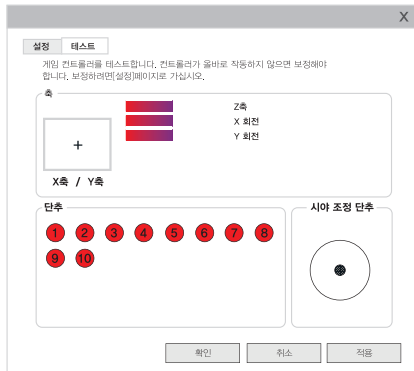 X
설정 테스트
게임 컨트롤러를 테스트합니다. 컨트롤러가 올바로 작동하지 않으면 보정해야
합니다. 보정하려면[설정]페이지로 가십시오.
축
Z축
X 회전
Y 회전
X축 / Y축
단추
1 2 3 4 5 6 7 8
9 10
시야 조정 단추
확인 취소 적용